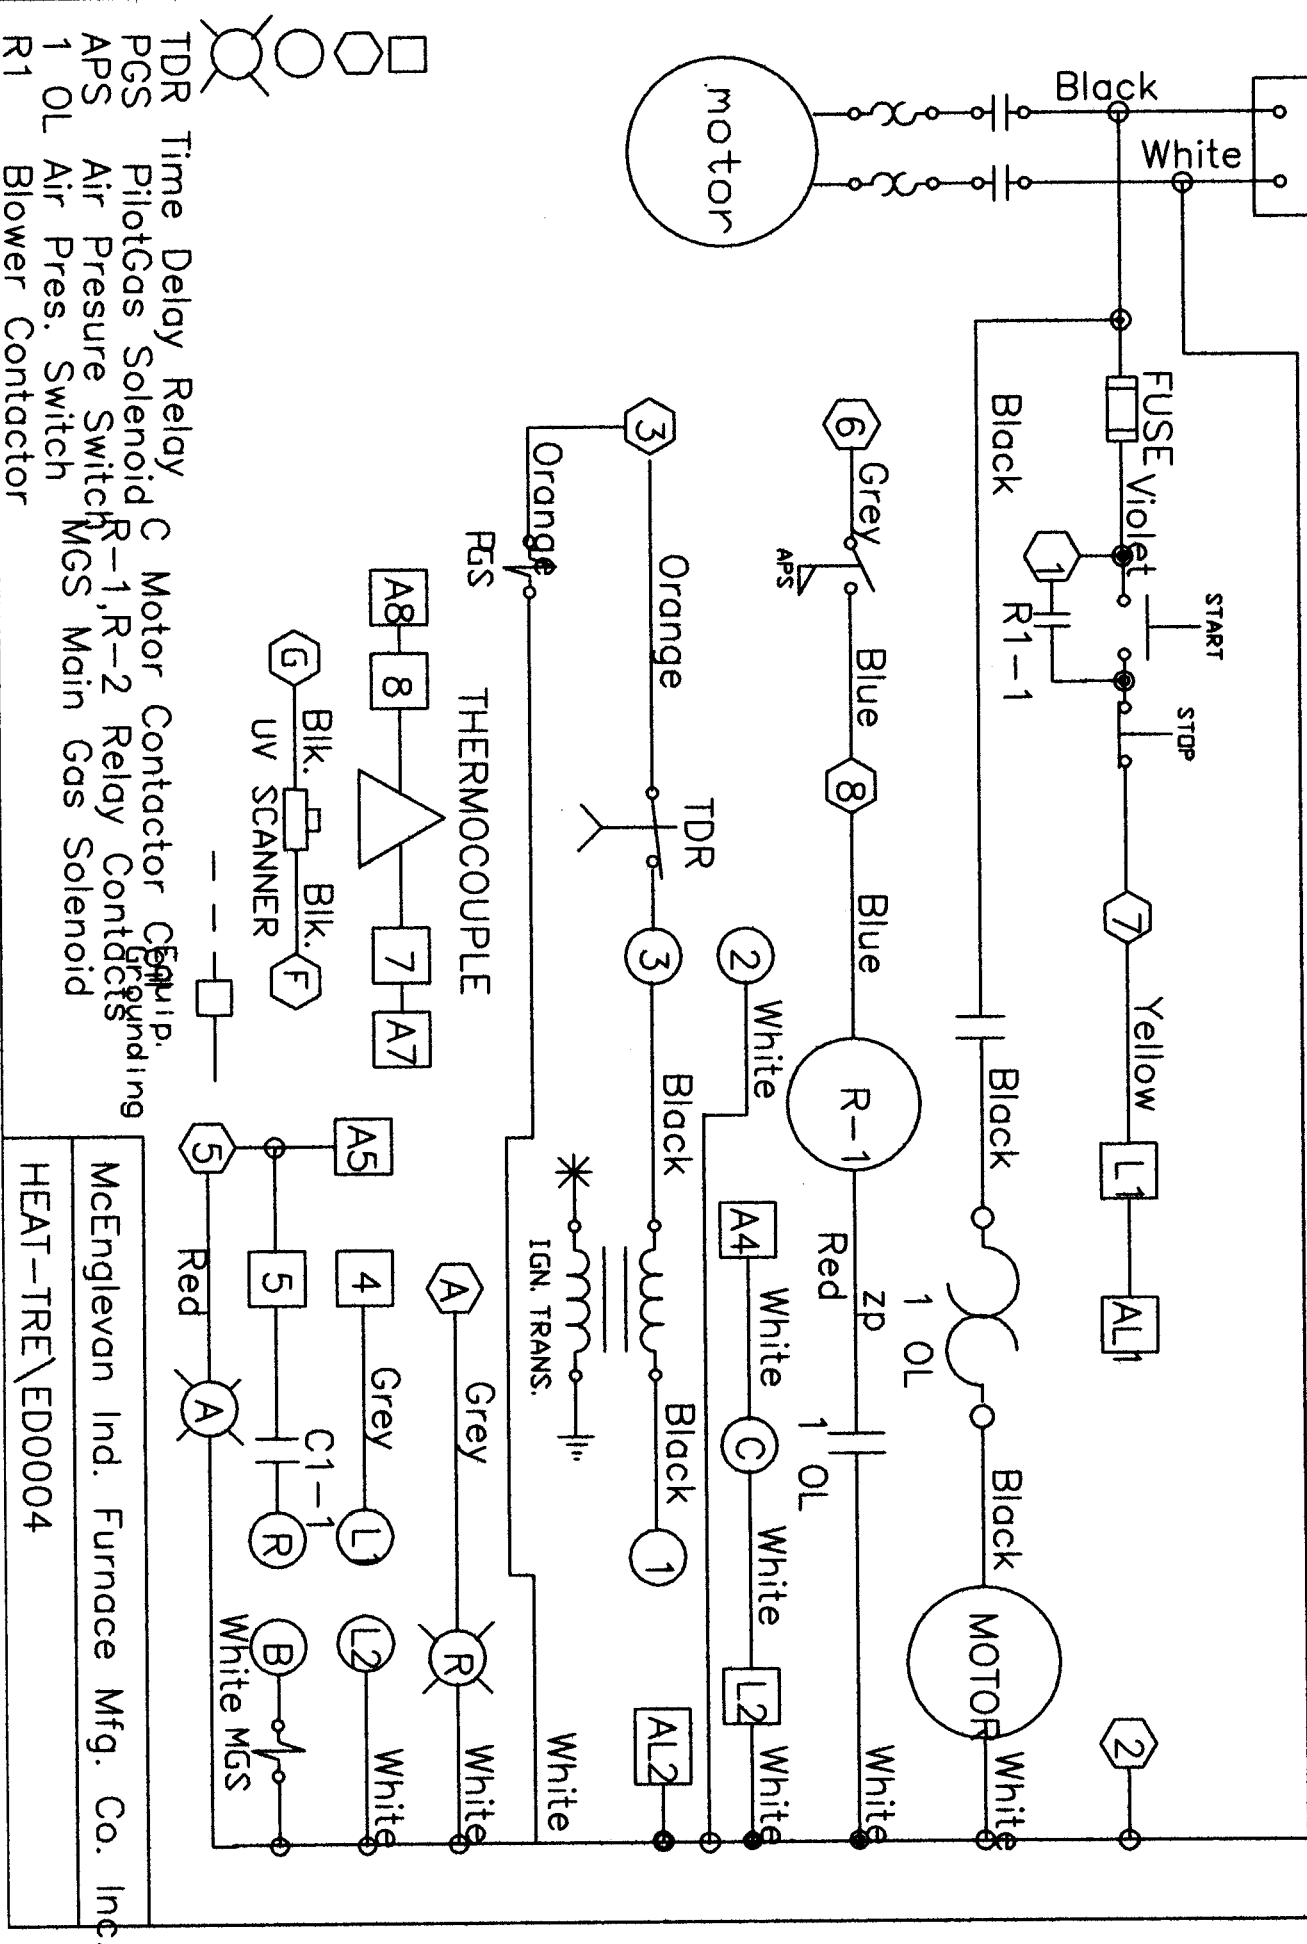 Black
White
motor
FUSE
Violet
START
1
R1-1
STOP
7
Yellow
L1
AL1
2
Black
Black
1 OL
Black
MOTOR
White
6
Grey
APS
Blue
8
Blue
R-1
Red
zp
1 OL
White
2
White
A4
White
C
White
L2
White
3
Orange
TDR
3
Black
Black
1
AL2
IGN. TRANS.
Orange
PGS
White
THERMOCOUPLE
A8
8
7
A7
A
Grey
R
White
G
Blk.
UV SCANNER
Blk.
F
4
Grey
L1
L2
White
A5
5
C1-1
R
B
White MGS
5
Red
A
Equip.
Grounding
TDR Time Delay Relay
PGS PilotGas Solenoid
APS Air Presure Switch
1 OL Air Pres. Switch
R1 Blower Contactor
C Motor Contactor Coil
R-1,R-2 Relay Contacts
MGS Main Gas Solenoid
McEnglevan Ind. Furnace Mfg. Co. Inc.
HEAT-TRE\ED0004